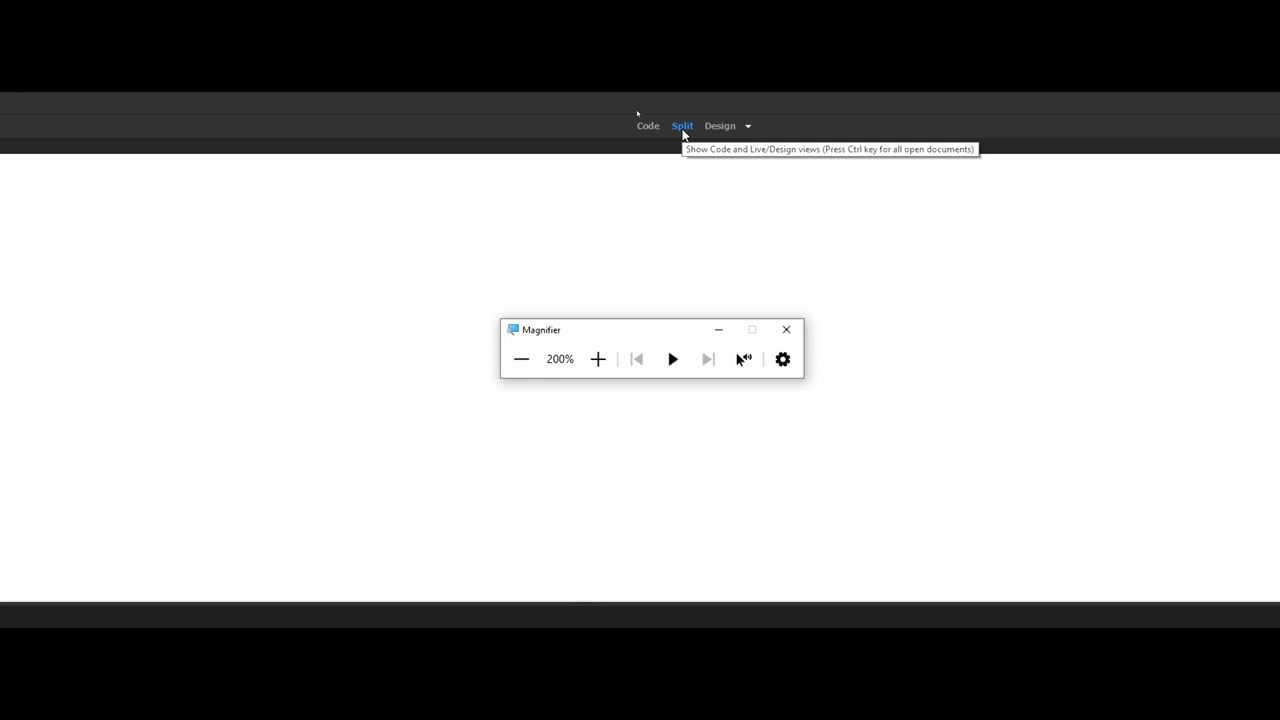 Code Split Design
Show Code and Live/Design views (Press Ctrl key for all open documents)
Magnifier
200%